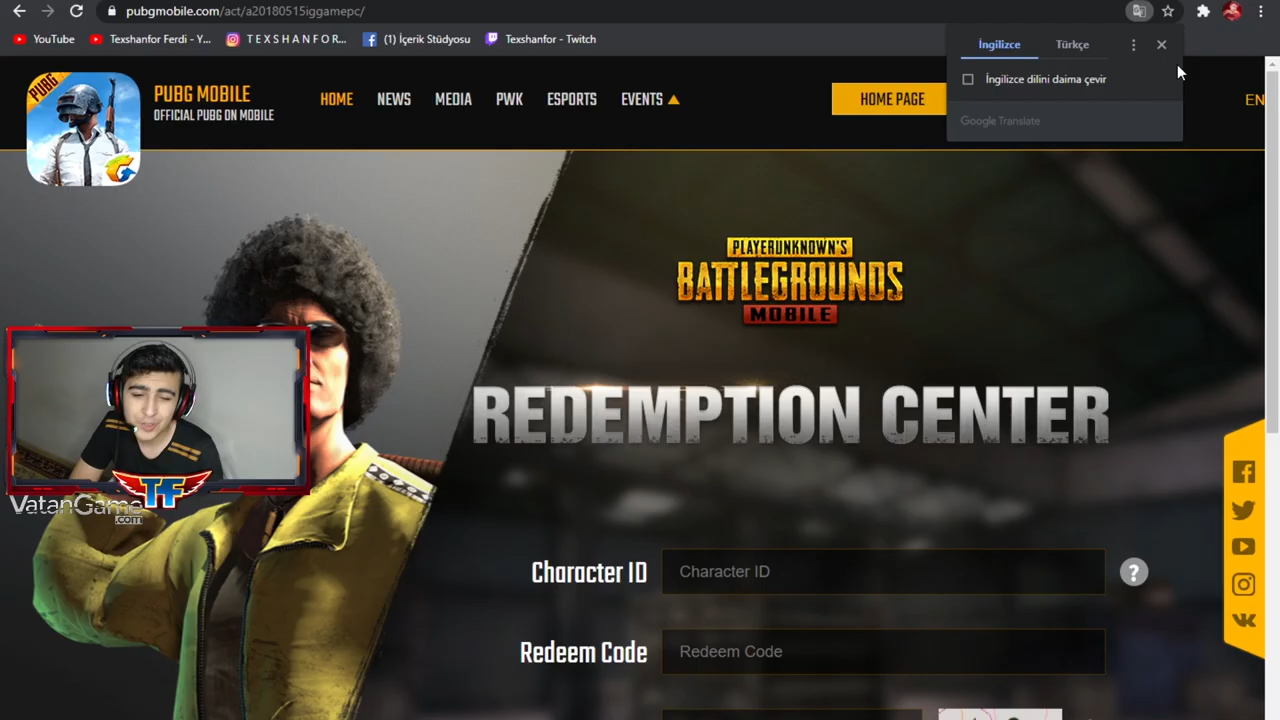 pubgmobile.com/act/a20180515iggamepc/
YouTube
Texshanfor Ferdi - Y...
T E X S H A N F O R...
(1) İçerik Stüdyosu
Texshanfor - Twitch
İngilizce Türkçe
İngilizce dilini daima çevir
Google Translate
PUBG
PUBG MOBILE
OFFICIAL PUBG ON MOBILE
HOME NEWS MEDIA PWK ESPORTS EVENTS
HOME PAGE
EN
PLAYERUNKNOWN'S
BATTLEGROUNDS
MOBILE
REDEMPTION CENTER
TF
VatanGame
.com
Character ID Character ID ?
Redeem Code Redeem Code